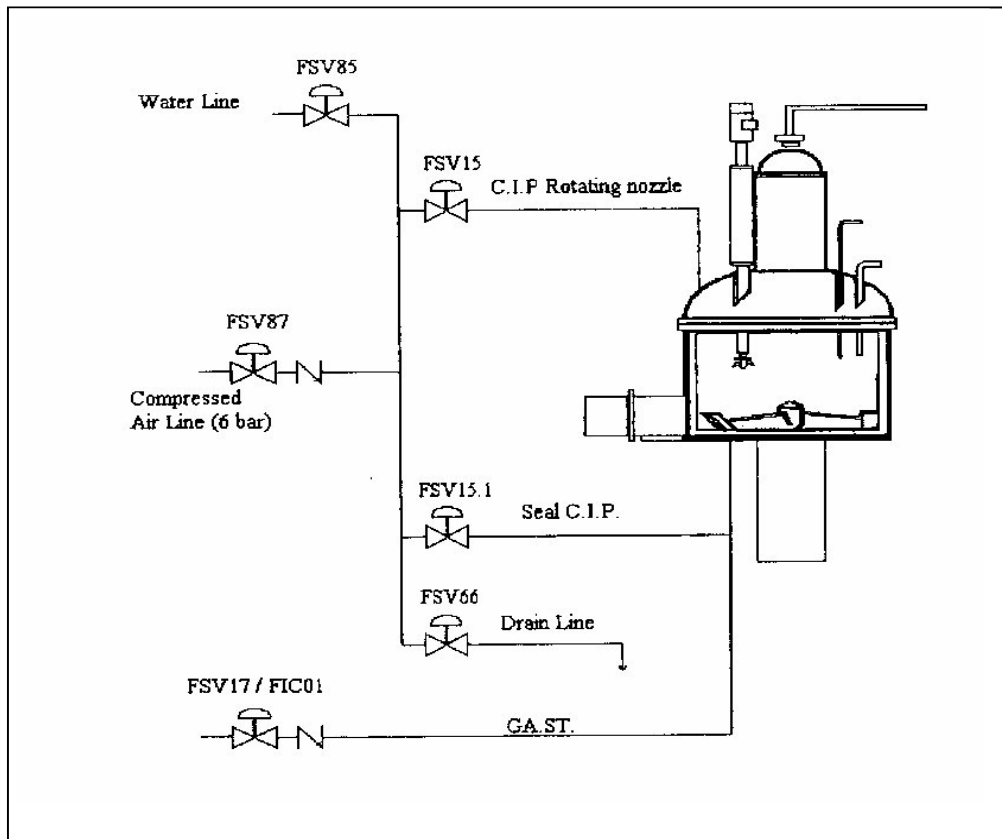 FSV85
Water Line
FSV15
C.I.P Rotating nozzle
FSV87
Compressed
Air Line (6 bar)
FSV15.1
Seal C.I.P.
FSV66
Drain Line
FSV17 / FIC01
GA.ST.